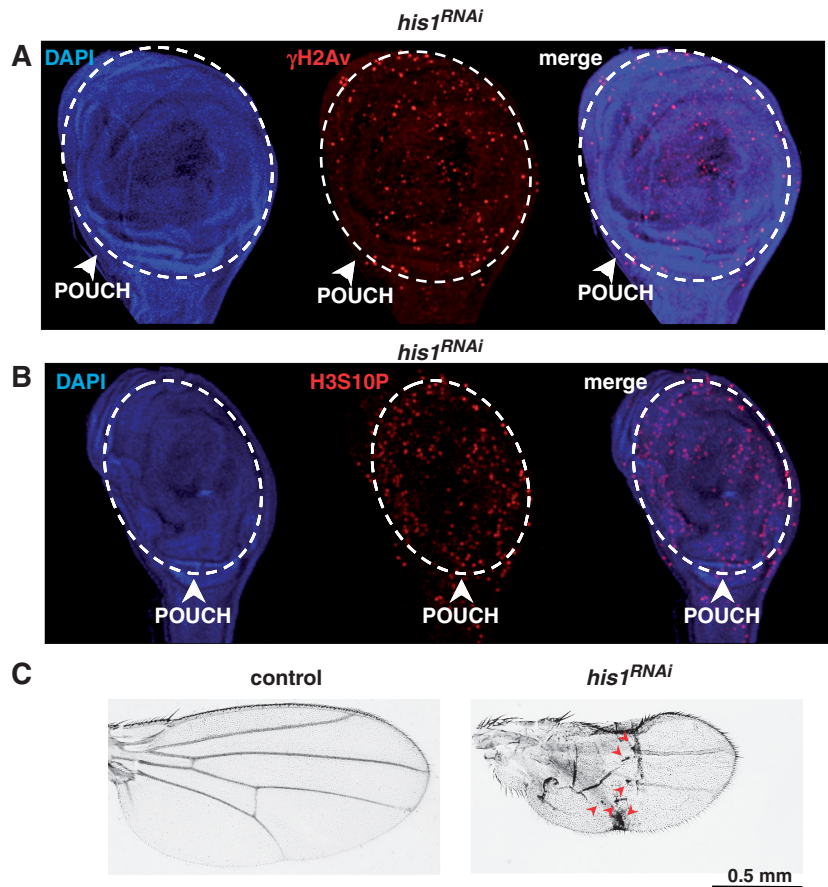 his1RNAi
A
DAPI
γH2Av
merge
POUCH
POUCH
POUCH
his1RNAi
B
DAPI
H3S10P
merge
POUCH
POUCH
POUCH
C
control
his1RNAi
0.5 mm